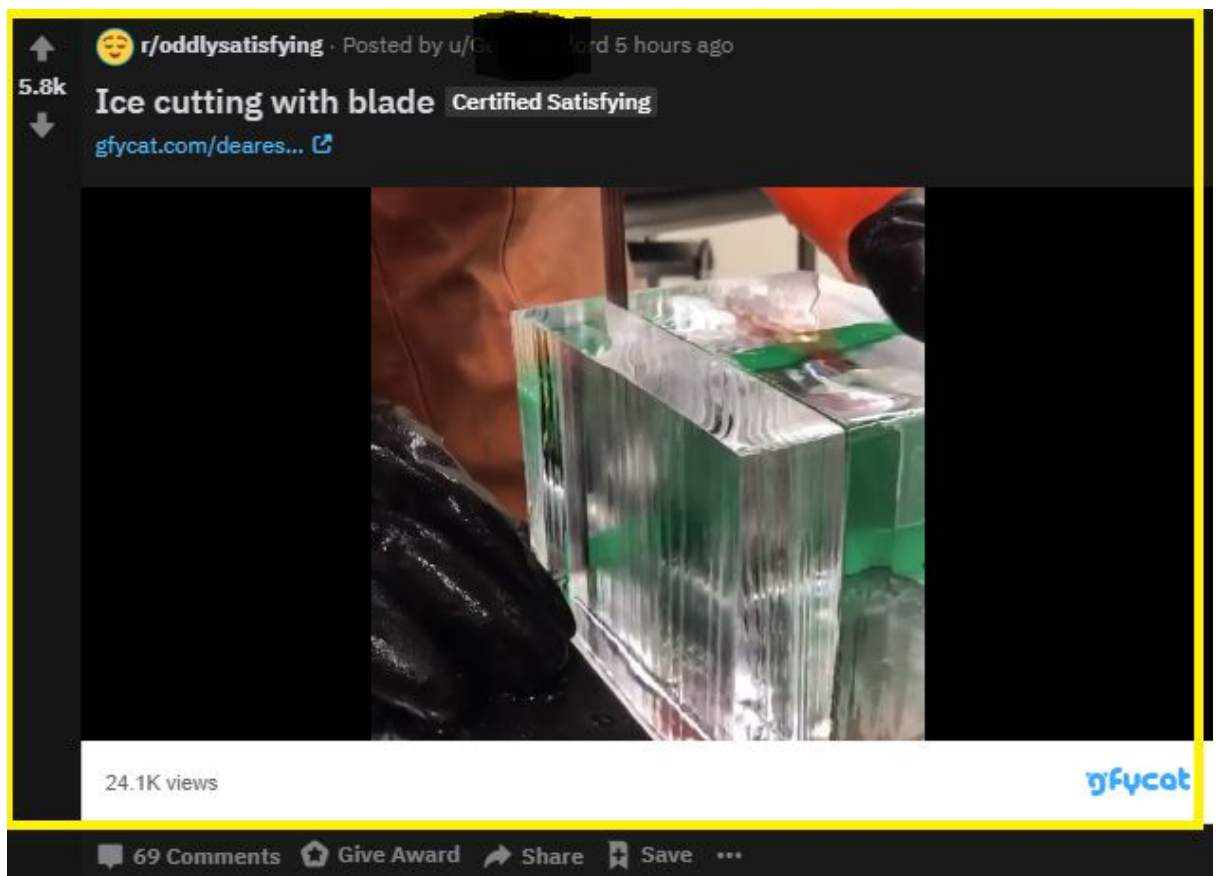 r/oddlysatisfying · Posted by u/G ord 5 hours ago
5.8k
Ice cutting with blade Certified Satisfying
gfycat.com/deares...
24.1K views
gfycat
69 Comments Give Award Share Save ...